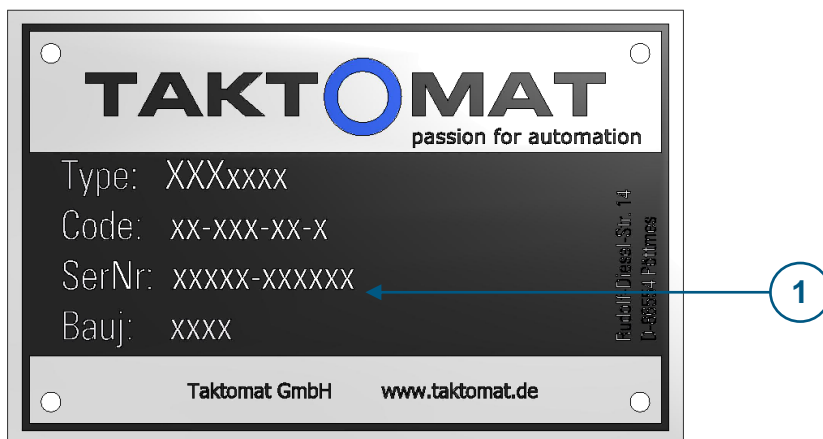 TAKTOMAT
passion for automation
Type: XXXxxxx
Code: xx-xxx-xx-x
SerNr: xxxxx-xxxxxx
Bauj: xxxx
Rudolf-Diesel-Str. 14
Pöttmes
Taktomat GmbH www.taktomat.de
1